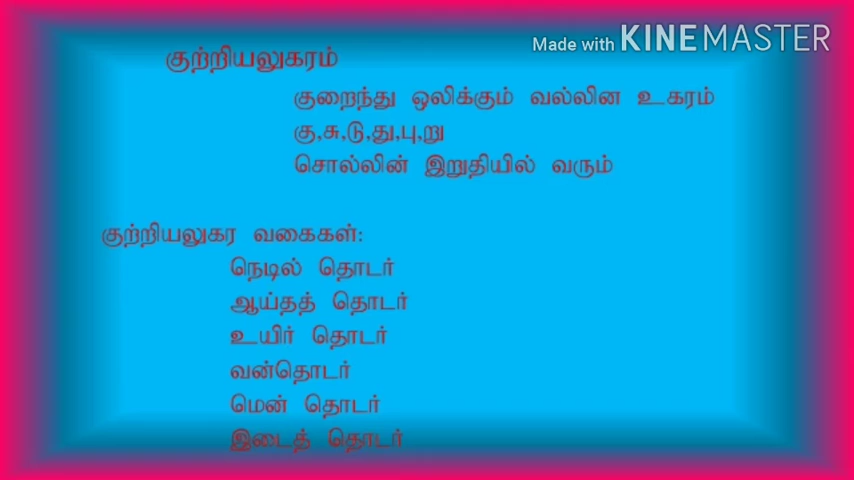 Made with KINEMASTER
குற்றியலுகரம்
குறைந்து ஒலிக்கும் வல்லின உகரம்
கு,சு,டு,து,பு,று
சொல்லின் இறுதியில் வரும்
குற்றியலுகர வகைகள்:
நெடில் தொடர்
ஆய்தத் தொடர்
உயிர் தொடர்
வன்தொடர்
மென் தொடர்
இடைத் தொடர்